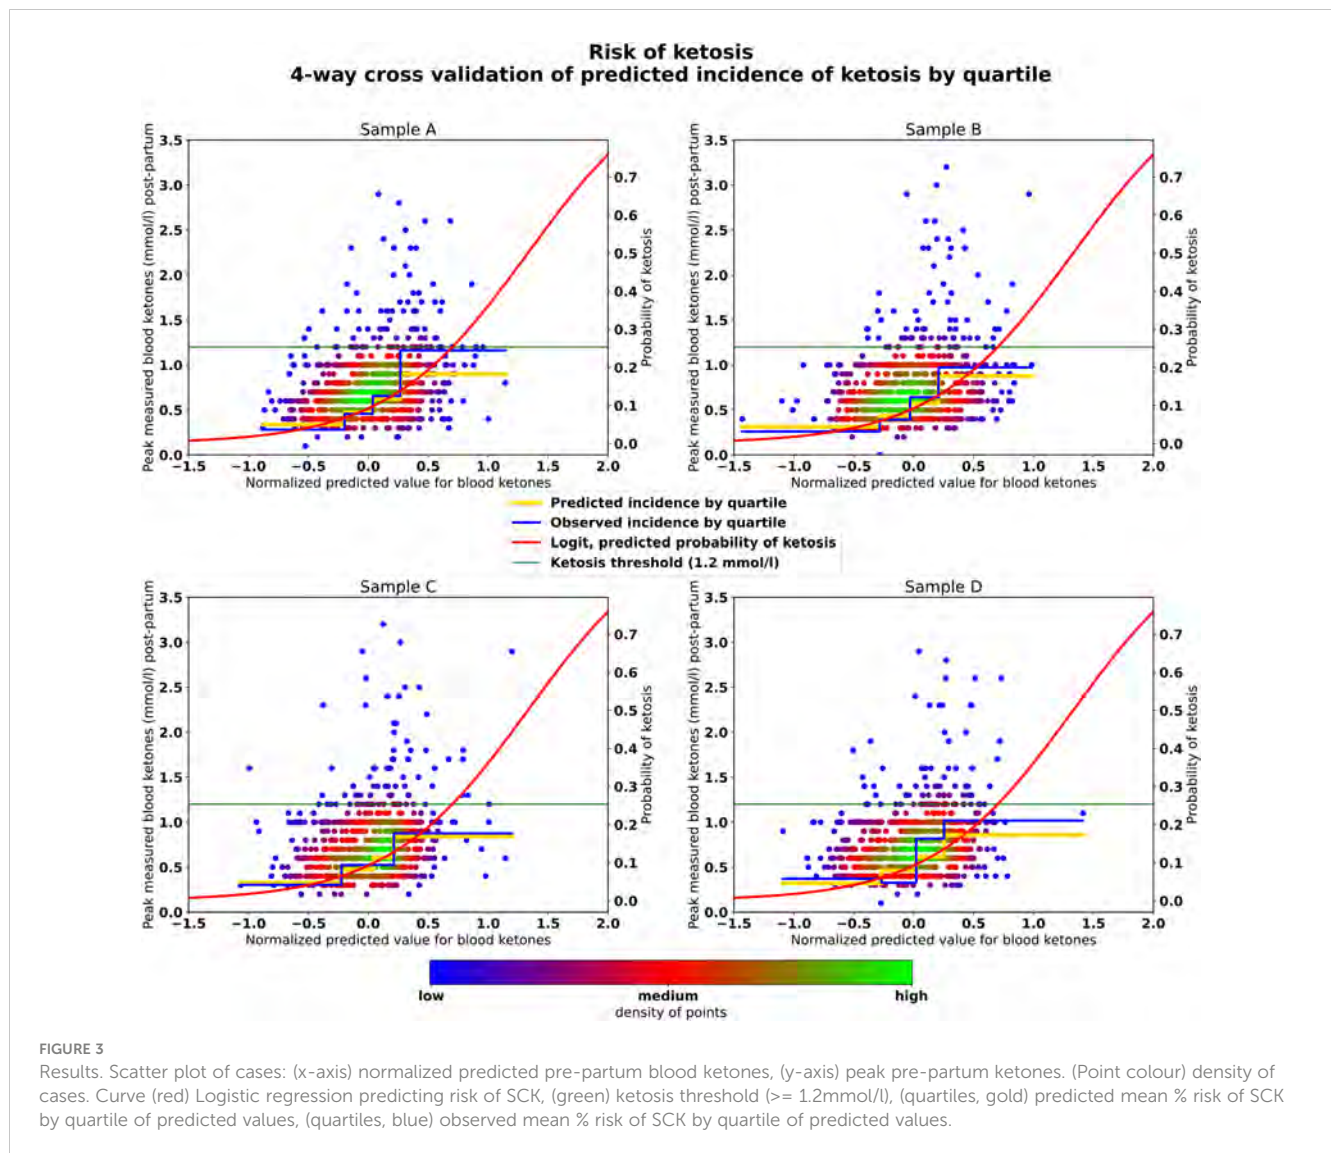 Risk of ketosis
4-way cross validation of predicted incidence of ketosis by quartile
Sample A
Peak measured blood ketones (mmol/l) post-partum
3.5
3.0
2.5
2.0
1.5
1.0
0.5
0.0
−1.5 −1.0 −0.5 0.0 0.5 1.0 1.5 2.0
Normalized predicted value for blood ketones
0.7
0.6
0.5
0.4
0.3
0.2
0.1
0.0
Probability of ketosis
Sample B
Peak measured blood ketones (mmol/l) post-partum
3.5
3.0
2.5
2.0
1.5
1.0
0.5
0.0
−1.5 −1.0 −0.5 0.0 0.5 1.0 1.5 2.0
Normalized predicted value for blood ketones
0.7
0.6
0.5
0.4
0.3
0.2
0.1
0.0
Probability of ketosis
Predicted incidence by quartile
Observed incidence by quartile
Logit, predicted probability of ketosis
Ketosis threshold (1.2 mmol/l)
Sample C
Peak measured blood ketones (mmol/l) post-partum
3.5
3.0
2.5
2.0
1.5
1.0
0.5
0.0
−1.5 −1.0 −0.5 0.0 0.5 1.0 1.5 2.0
Normalized predicted value for blood ketones
0.7
0.6
0.5
0.4
0.3
0.2
0.1
0.0
Probability of ketosis
Sample D
Peak measured blood ketones (mmol/l) post-partum
3.5
3.0
2.5
2.0
1.5
1.0
0.5
0.0
−1.5 −1.0 −0.5 0.0 0.5 1.0 1.5 2.0
Normalized predicted value for blood ketones
0.7
0.6
0.5
0.4
0.3
0.2
0.1
0.0
Probability of ketosis
low medium high
density of points
FIGURE 3
Results. Scatter plot of cases: (x-axis) normalized predicted pre-partum blood ketones, (y-axis) peak pre-partum ketones. (Point colour) density of
cases. Curve (red) Logistic regression predicting risk of SCK, (green) ketosis threshold (>= 1.2mmol/l), (quartiles, gold) predicted mean % risk of SCK
by quartile of predicted values, (quartiles, blue) observed mean % risk of SCK by quartile of predicted values.